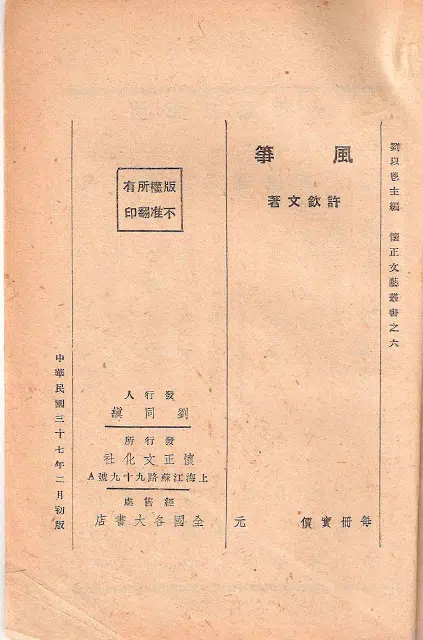 劉以鬯主編 懷正文藝叢書之六
風箏
許欽文著
每冊實價 元
版權所有
不准翻印
發行人
劉同縝
發行所
懷正文化社
上海江蘇路九十九號A
經售處
全國各大書店
中華民國三十七年二月初版